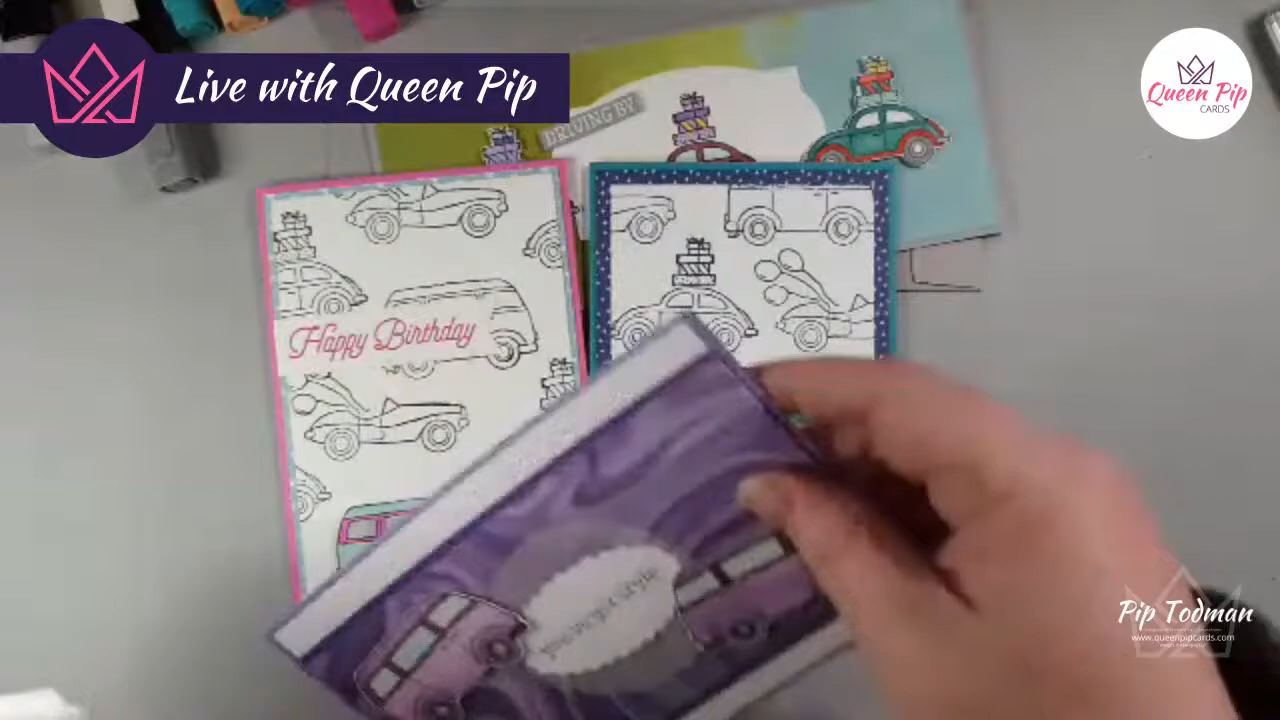 Live with Queen Pip
Queen Pip
CARDS
DRIVING BY
Happy Birthday
Pip Todman
www.queenpipcards.com